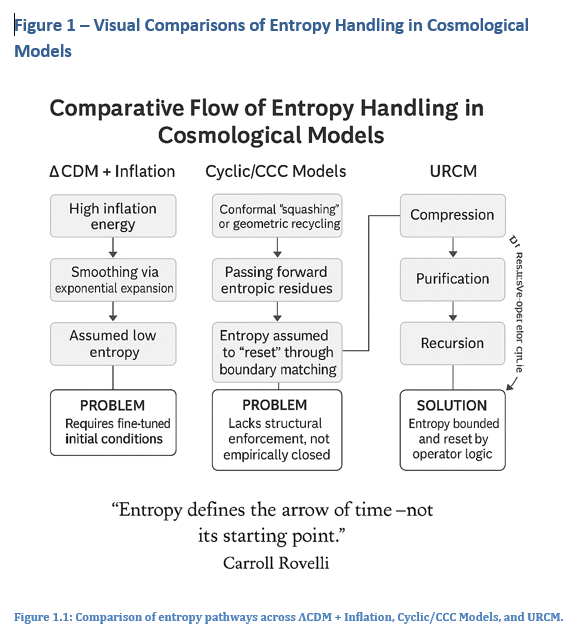 Figure 1 – Visual Comparisons of Entropy Handling in Cosmological
Models
Comparative Flow of Entropy Handling in
Cosmological Models
ΔCDM + Inflation
High inflation
energy
Smoothing via
exponential expansion
Assumed low
entropy
PROBLEM
Requires fine-tuned
initial conditions
Cyclic/CCC Models
Conformal "squashing"
or geometric recycling
Passing forward
entropic residues
Entropy assumed
to "reset" through
boundary matching
PROBLEM
Lacks structural
enforcement, not
empirically closed
URCM
Compression
Purification
Recursion
SOLUTION
Entropy bounded
and reset by
operator logic
“Entropy defines the arrow of time –not
its starting point.”
Carroll Rovelli
Figure 1.1: Comparison of entropy pathways across ΛCDM + Inflation, Cyclic/CCC Models, and URCM.